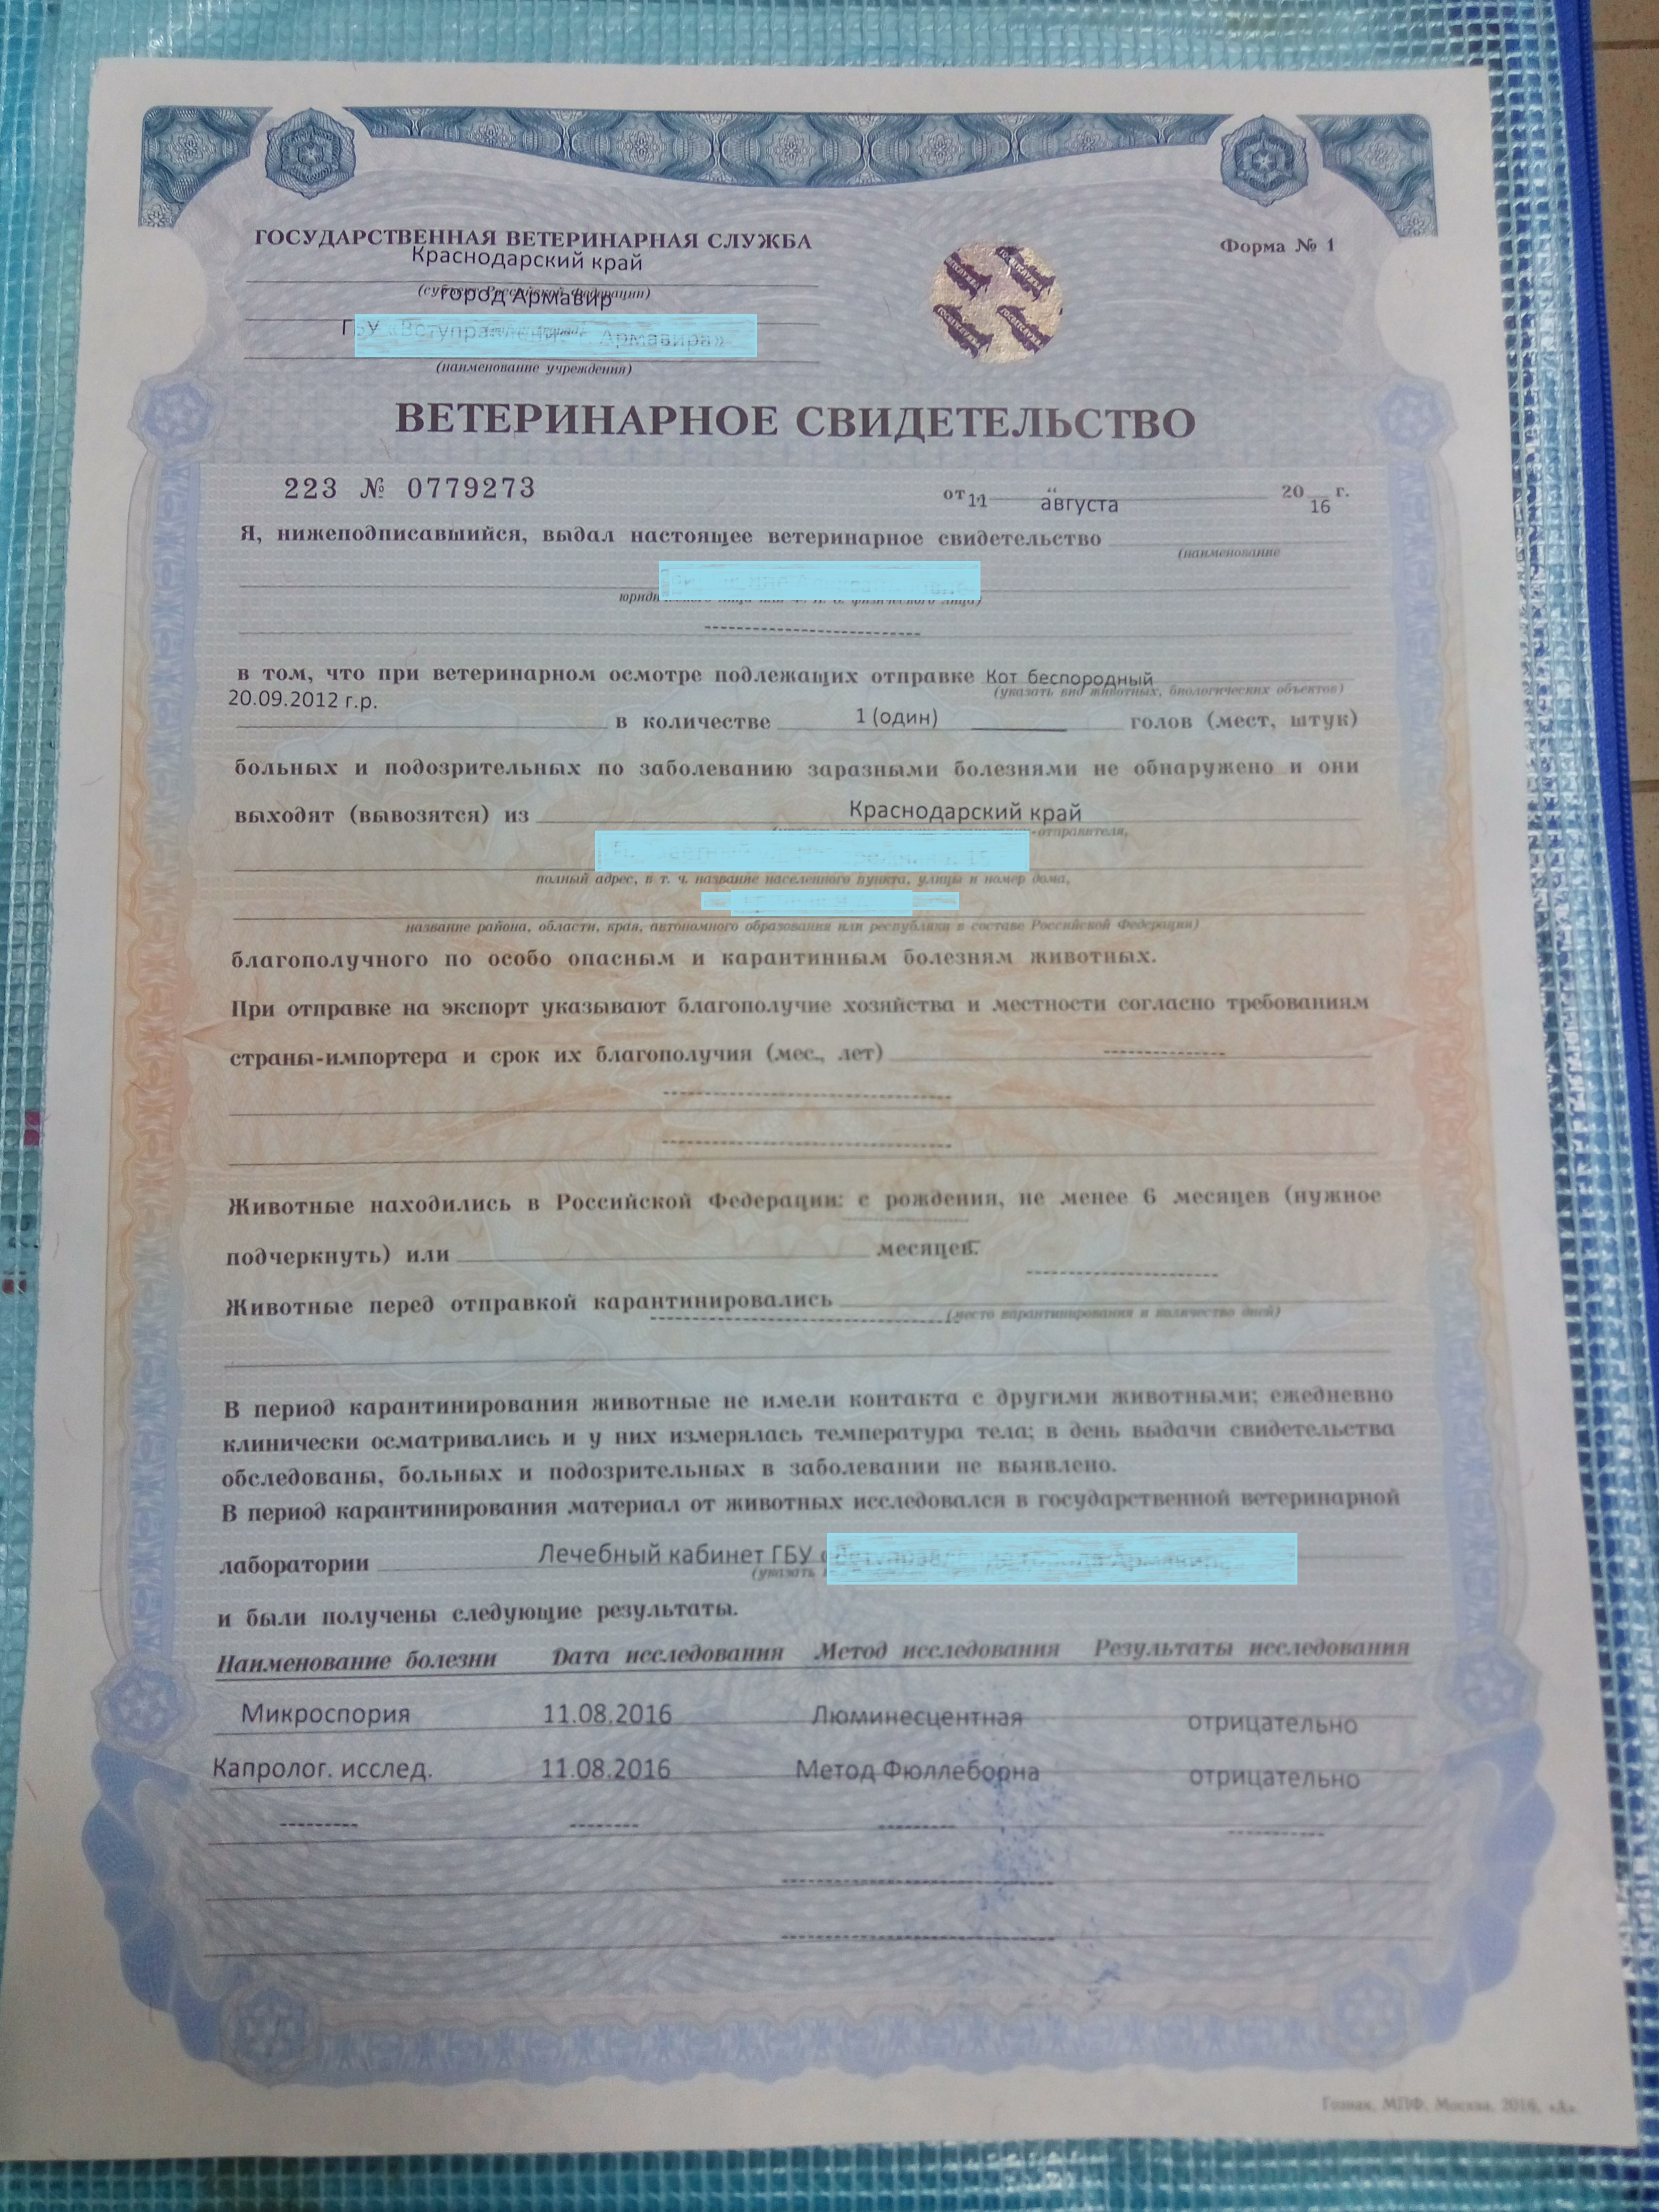 ГОСУДАРСТВЕННАЯ ВЕТЕРИНАРНАЯ СЛУЖБА
Форма № 1
Краснодарский край
(субъект Российской Федерации)
город Армавир
ГБУ «Ветуправление г. Армавира»
(наименование учреждения)
ВЕТЕРИНАРНОЕ СВИДЕТЕЛЬСТВО
223 № 0779273
от 11 августа 20 16 г.
Я, нижеподписавшийся, выдал настоящее ветеринарное свидетельство
(наименование
юридического лица или Ф. И. О. физического лица)
в том, что при ветеринарном осмотре подлежащих отправке Кот беспородный
(указать вид животных, биологических объектов)
20.09.2012 г.р.
в количестве 1 (один) голов (мест, штук)
больных и подозрительных по заболеванию заразными болезнями не обнаружено и они
выходят (вывозятся) из Краснодарский край
-отправителя,
полный адрес, в т. ч. название населенного пункта, улицы и номер дома,
название района, области, края, автономного образования или республики в составе Российской Федерации)
благополучного по особо опасным и карантинным болезням животных.
При отправке на экспорт указывают благополучие хозяйства и местности согласно требованиям
страны-импортера и срок их благополучия (мес., лет)
Животные находились в Российской Федерации: с рождения, не менее 6 месяцев (нужное
подчеркнуть) или месяцев.
Животные перед отправкой карантинировались
(место карантинирования и количество дней)
В период карантинирования животные не имели контакта с другими животными; ежедневно
клинически осматривались и у них измерялась температура тела; в день выдачи свидетельства
обследованы, больных и подозрительных в заболевании не выявлено.
В период карантинирования материал от животных исследовался в государственной ветеринарной
лаборатории Лечебный кабинет ГБУ «Ветуправление города Армавира
(указать
и были получены следующие результаты.
Наименование болезни Дата исследования Метод исследования Результаты исследования
Микроспория 11.08.2016 Люминесцентная отрицательно
Капролог. исслед. 11.08.2016 Метод Фюллеборна отрицательно
Гознак, МПФ, Москва, 2016, «А».